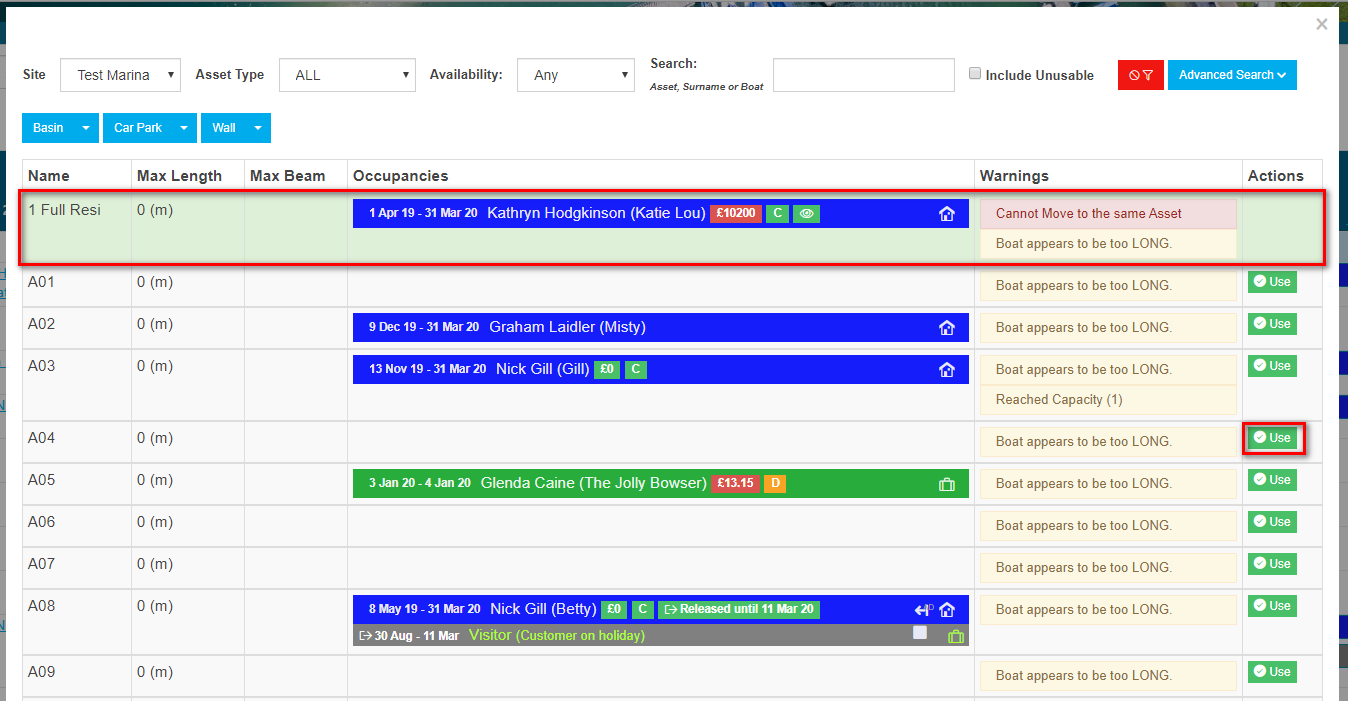 ×
Site Test Marina Asset Type ALL Availability: Any Search: Include Unusable Advanced Search
Asset, Surname or Boat
Basin Car Park Wall
Name Max Length Max Beam Occupancies Warnings Actions
1 Full Resi 0 (m) 1 Apr 19 - 31 Mar 20 Kathryn Hodgkinson (Katie Lou) £10200 C Cannot Move to the same Asset
Boat appears to be too LONG.
A01 0 (m) Boat appears to be too LONG. Use
A02 0 (m) 9 Dec 19 - 31 Mar 20 Graham Laidler (Misty) Boat appears to be too LONG. Use
A03 0 (m) 13 Nov 19 - 31 Mar 20 Nick Gill (Gill) £0 C Boat appears to be too LONG. Use
Reached Capacity (1)
A04 0 (m) Boat appears to be too LONG. Use
A05 0 (m) 3 Jan 20 - 4 Jan 20 Glenda Caine (The Jolly Bowser) £13.15 D Boat appears to be too LONG. Use
A06 0 (m) Boat appears to be too LONG. Use
A07 0 (m) Boat appears to be too LONG. Use
A08 0 (m) 8 May 19 - 31 Mar 20 Nick Gill (Betty) £0 C Released until 11 Mar 20 Boat appears to be too LONG. Use
30 Aug - 11 Mar Visitor (Customer on holiday)
A09 0 (m) Boat appears to be too LONG. Use